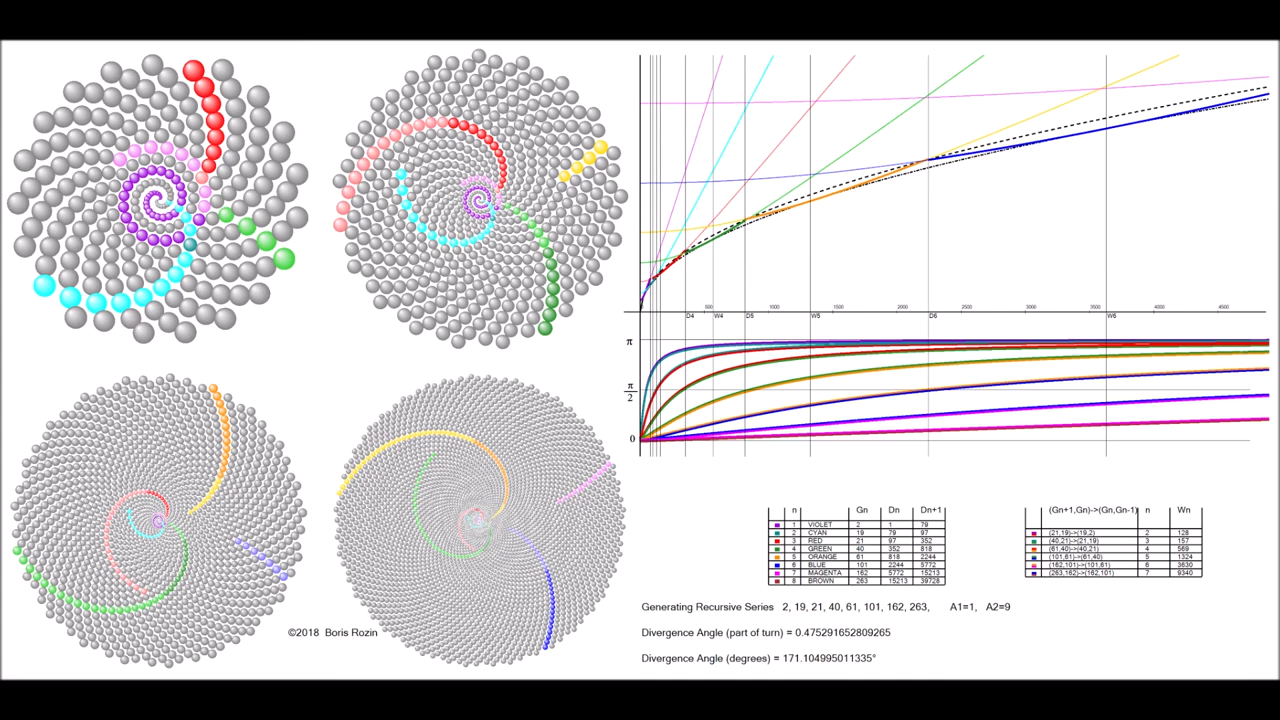 500 1000 1500 2000 2500 3000 3500 4000 4500
D4 W4 D5 W5 D6 W6
π
π
2
0
n Gn Dn Dn+1
1 VIOLET 2 1 79
2 CYAN 19 79 97
3 RED 21 97 352
4 GREEN 40 352 818
5 ORANGE 61 818 2244
6 BLUE 101 2244 5772
7 MAGENTA 162 5772 15213
8 BROWN 263 15213 39728
(Gn+1,Gn)->(Gn,Gn-1) n Wn
(21,19)->(19,2) 2 128
(40,21)->(21,19) 3 157
(61,40)->(40,21) 4 569
(101,61)->(61,40) 5 1324
(162,101)->(101,61) 6 3630
(263,162)->(162,101) 7 9340
Generating Recursive Series 2, 19, 21, 40, 61, 101, 162, 263, A1=1, A2=9
©2018 Boris Rozin
Divergence Angle (part of turn) = 0.475291652809265
Divergence Angle (degrees) = 171.104995011335°